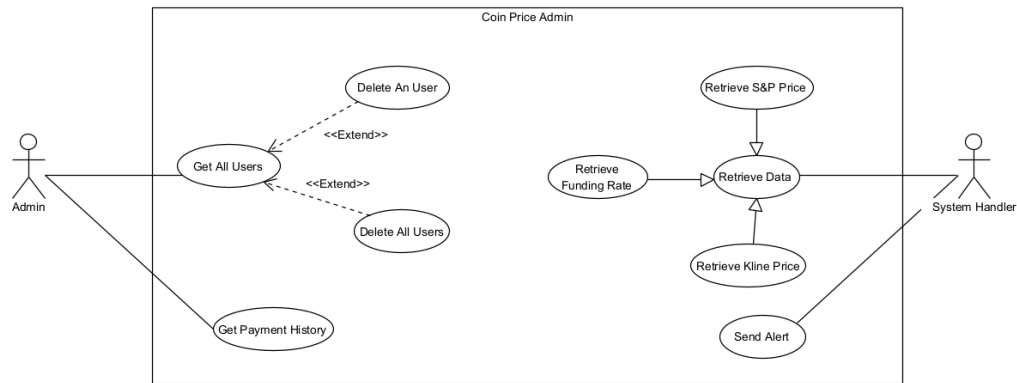 Coin Price Admin
Delete An User
Retrieve S&P Price
<<Extend>>
Get All Users
Retrieve
Funding Rate
Retrieve Data
<<Extend>>
Admin
System Handler
Delete All Users
Retrieve Kline Price
Get Payment History
Send Alert